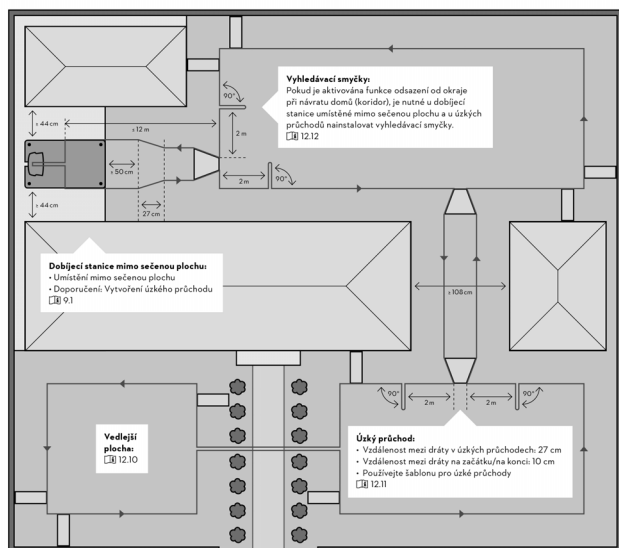 Vyhledávací smyčky:
Pokud je aktivována funkce odsazení od okraje
při návratu domů (koridor), je nutné u dobíjecí
stanice umístěné mimo sečenou plochu a u úzkých
průchodů nainstalovat vyhledávací smyčky.
12.12
90°
± 44 cm
± 12 m
2 m
± 50 cm
27 cm
2 m
90°
± 44 cm
Dobíjecí stanice mimo sečenou plochu:
• Umístění mimo sečenou plochu
• Doporučení: Vytvoření úzkého průchodu
9.1
± 108 cm
90°
2 m
2 m
90°
Vedlejší
plocha:
12.10
Úzký průchod:
• Vzdálenost mezi dráty v úzkých průchodech: 27 cm
• Vzdálenost mezi dráty na začátku/na konci: 10 cm
• Používejte šablonu pro úzké průchody
12.11